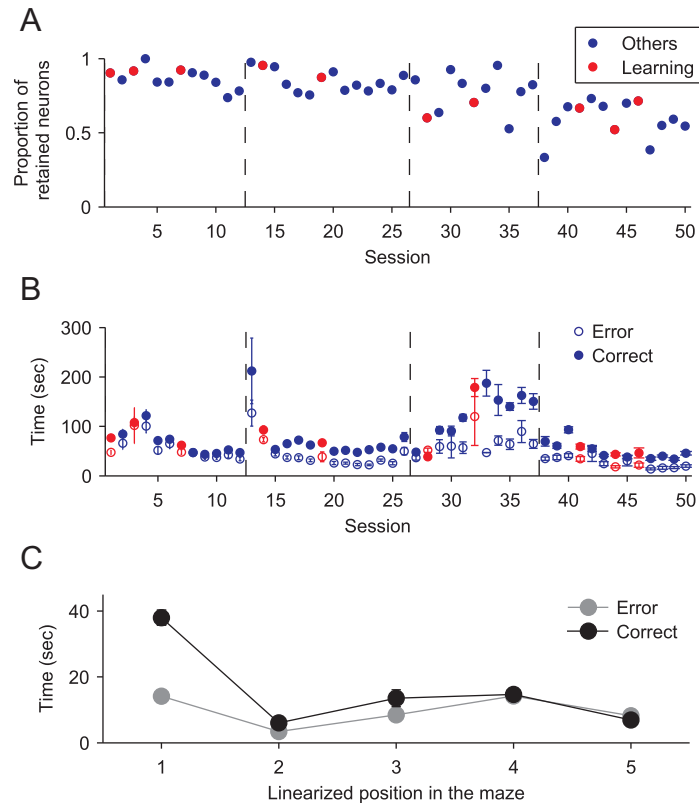 A
1
0.5
0
Proportion of
retained neurons
Others
Learning
5 10 15 20 25 30 35 40 45 50
Session
B
300
200
100
0
Time (sec)
Error
Correct
5 10 15 20 25 30 35 40 45 50
Session
C
40
20
0
Time (sec)
Error
Correct
1 2 3 4 5
Linearized position in the maze